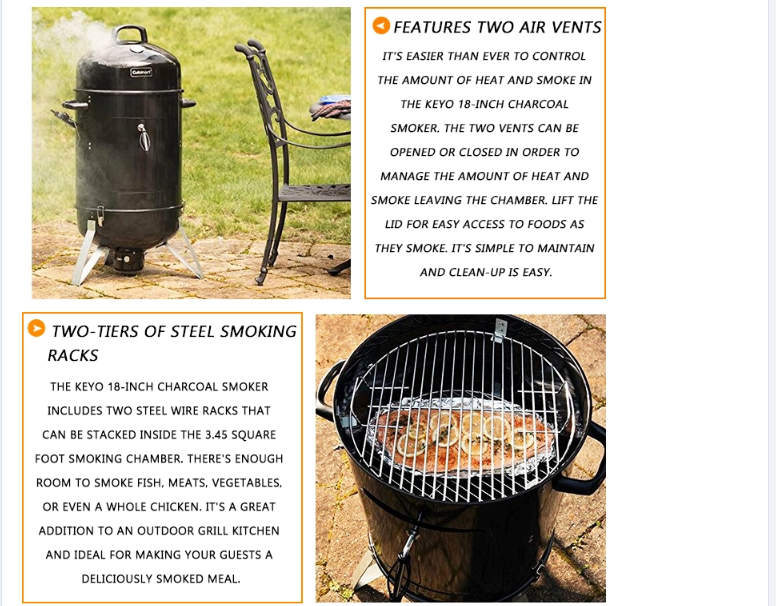 Cuisinart
FEATURES TWO AIR VENTS
IT'S EASIER THAN EVER TO CONTROL
THE AMOUNT OF HEAT AND SMOKE IN
THE KEYO 18-INCH CHARCOAL
SMOKER. THE TWO VENTS CAN BE
OPENED OR CLOSED IN ORDER TO
MANAGE THE AMOUNT OF HEAT AND
SMOKE LEAVING THE CHAMBER. LIFT THE
LID FOR EASY ACCESS TO FOODS AS
THEY SMOKE. IT'S SIMPLE TO MAINTAIN
AND CLEAN-UP IS EASY.
TWO-TIERS OF STEEL SMOKING
RACKS
THE KEYO 18-INCH CHARCOAL SMOKER
INCLUDES TWO STEEL WIRE RACKS THAT
CAN BE STACKED INSIDE THE 3.45 SQUARE
FOOT SMOKING CHAMBER. THERE'S ENOUGH
ROOM TO SMOKE FISH, MEATS, VEGETABLES,
OR EVEN A WHOLE CHICKEN. IT'S A GREAT
ADDITION TO AN OUTDOOR GRILL KITCHEN
AND IDEAL FOR MAKING YOUR GUESTS A
DELICIOUSLY SMOKED MEAL.